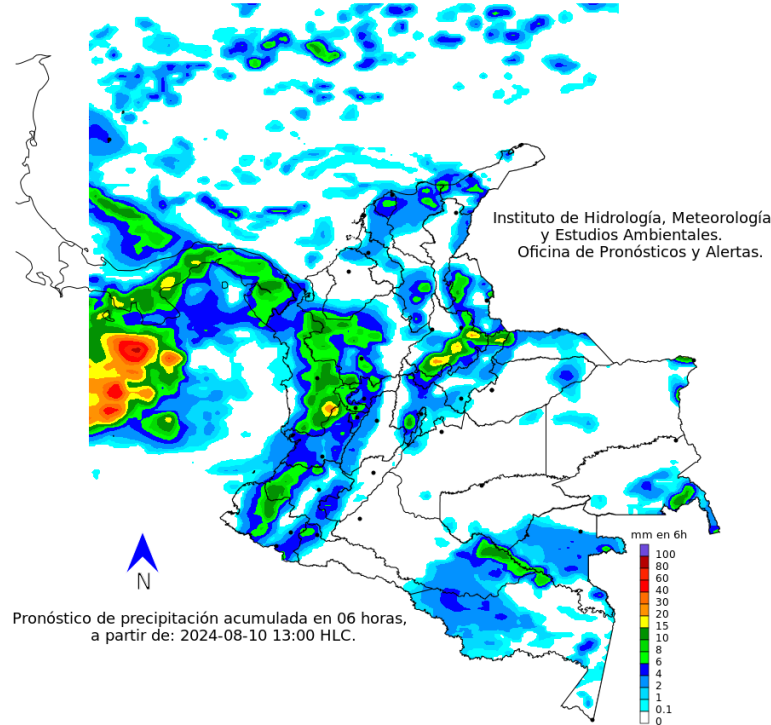 Instituto de Hidrología, Meteorología
y Estudios Ambientales.
Oficina de Pronósticos y Alertas.
N
mm en 6h
100
80
60
40
30
20
15
10
8
6
4
2
1
0.1
0
Pronóstico de precipitación acumulada en 06 horas,
a partir de: 2024-08-10 13:00 HLC.